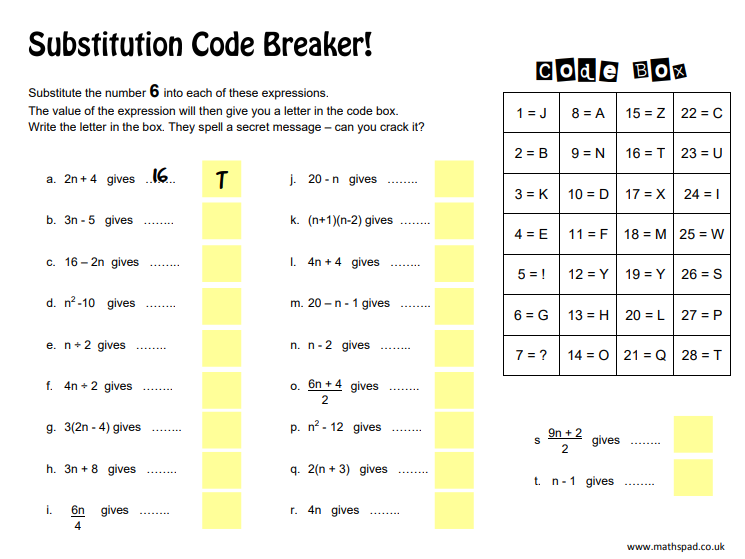 Substitution Code Breaker!
Substitute the number 6 into each of these expressions.
The value of the expression will then give you a letter in the code box.
Write the letter in the box. They spell a secret message – can you crack it?
a. 2n + 4 gives ........ 16 T
b. 3n - 5 gives ........
c. 16 – 2n gives ........
d. n² -10 gives ........
e. n ÷ 2 gives ........
f. 4n ÷ 2 gives ........
g. 3(2n - 4) gives ........
h. 3n + 8 gives ........
i. 6n/4 gives ........
j. 20 - n gives ........
k. (n+1)(n-2) gives ........
l. 4n + 4 gives ........
m. 20 – n - 1 gives ........
n. n - 2 gives ........
o. 6n + 4/2 gives ........
p. n² - 12 gives ........
q. 2(n + 3) gives ........
r. 4n gives ........
Code Box
1 = J 8 = A 15 = Z 22 = C
2 = B 9 = N 16 = T 23 = U
3 = K 10 = D 17 = X 24 = I
4 = E 11 = F 18 = M 25 = W
5 = ! 12 = Y 19 = Y 26 = S
6 = G 13 = H 20 = L 27 = P
7 = ? 14 = O 21 = Q 28 = T
s 9n + 2/2 gives ........
t. n - 1 gives ........
www.mathspad.co.uk